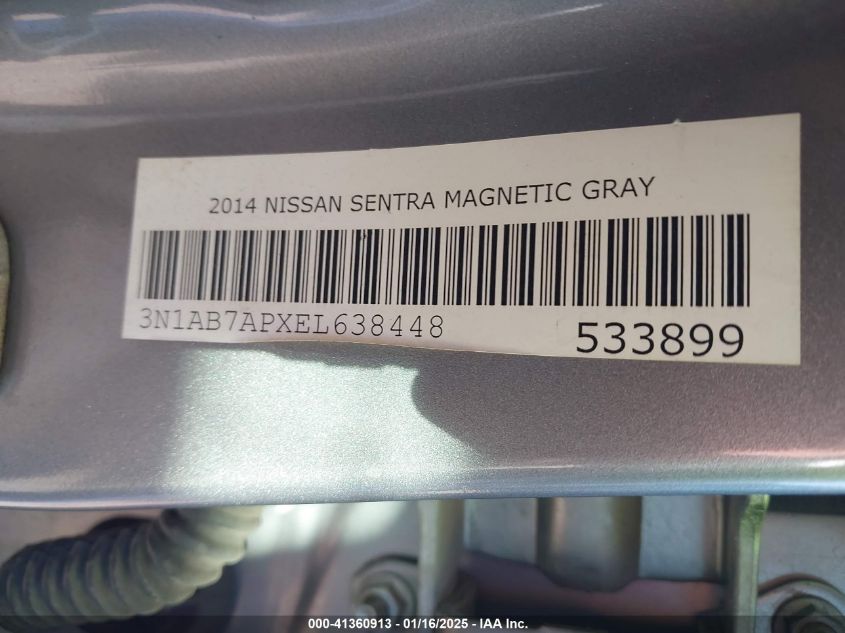 2014 NISSAN SENTRA MAGNETIC GRAY
3N1AB7APXEL638448
533899
000-41360913 - 01/16/2025 - IAA Inc.